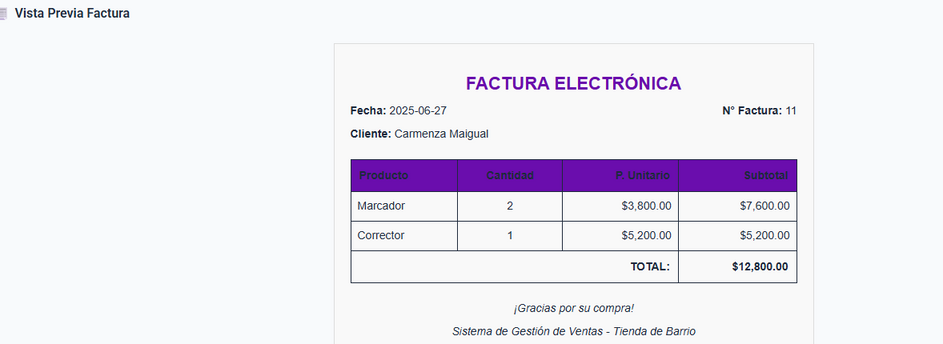 Vista Previa Factura
FACTURA ELECTRÓNICA
Fecha: 2025-06-27 N° Factura: 11
Cliente: Carmenza Maigual
Producto Cantidad P. Unitario Subtotal
Marcador 2 $3,800.00 $7,600.00
Corrector 1 $5,200.00 $5,200.00
TOTAL: $12,800.00
¡Gracias por su compra!
Sistema de Gestión de Ventas - Tienda de Barrio